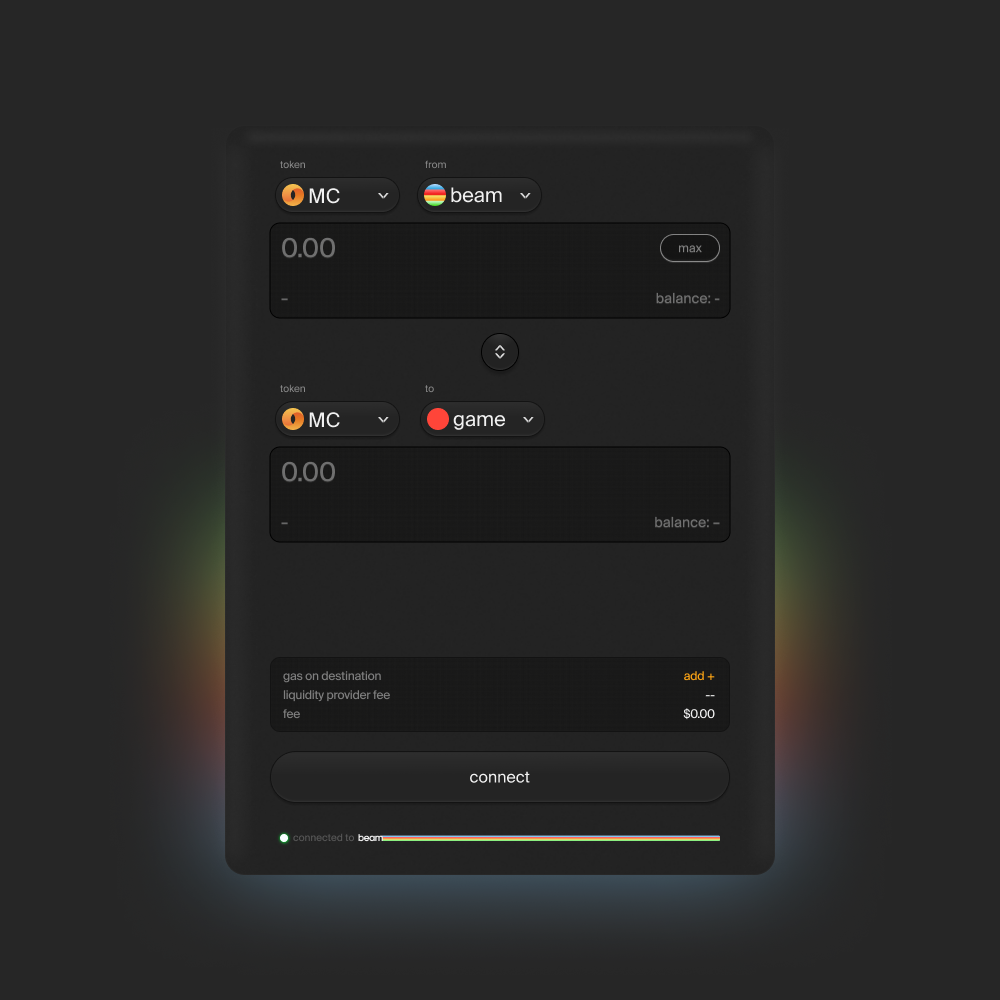 token from
MC beam
0.00 max
- balance: -
token to
MC game
0.00
- balance: -
gas on destination add +
liquidity provider fee --
fee $0.00
connect
connected to beam